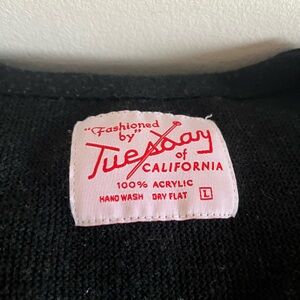 "Fashioned
by"
Tuesday
of
CALIFORNIA
100% ACRYLIC
HAND WASH DRY FLAT L